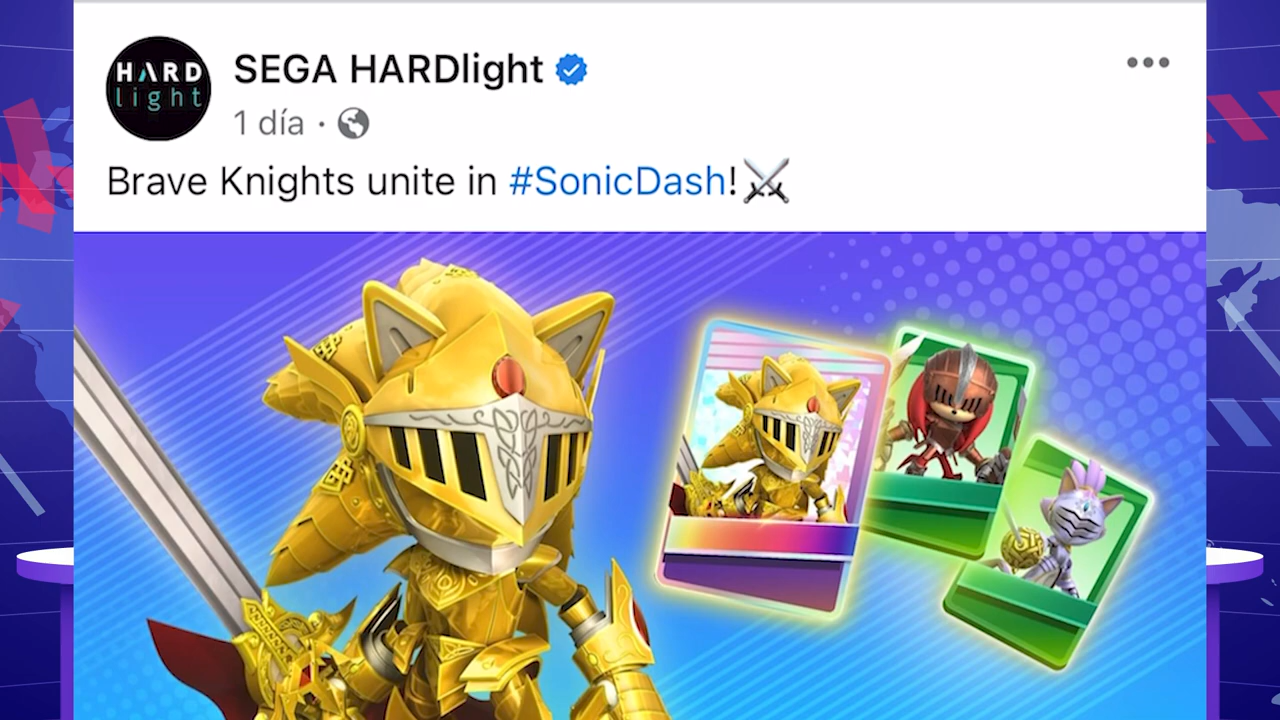 HARD
light
SEGA HARDlight
1 día ·
Brave Knights unite in #SonicDash!⚔️